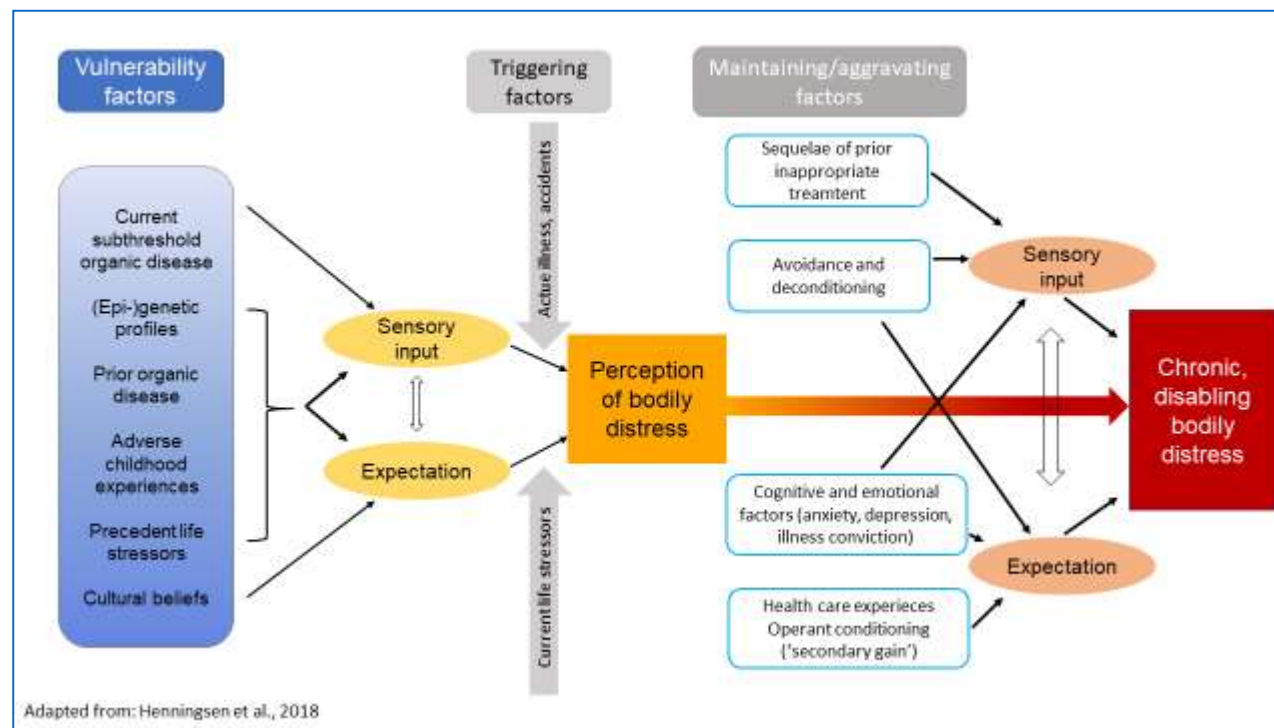 Vulnerability
factors
Triggering
factors
Maintaining/aggravating
factors
Current
subthreshold
organic disease
(Epi-)genetic
profiles
Prior organic
disease
Adverse
childhood
experiences
Precedent life
stressors
Cultural beliefs
Sensory
input
Expectation
Actue illness, accidents
Current life stressors
Perception
of bodily
distress
Sequelae of prior
inappropriate
treamtent
Avoidance and
deconditioning
Cognitive and emotional
factors (anxiety, depression,
illness conviction)
Health care experieces
Operant conditioning
('secondary gain')
Sensory
input
Expectation
Chronic,
disabling
bodily
distress
Adapted from: Henningsen et al., 2018